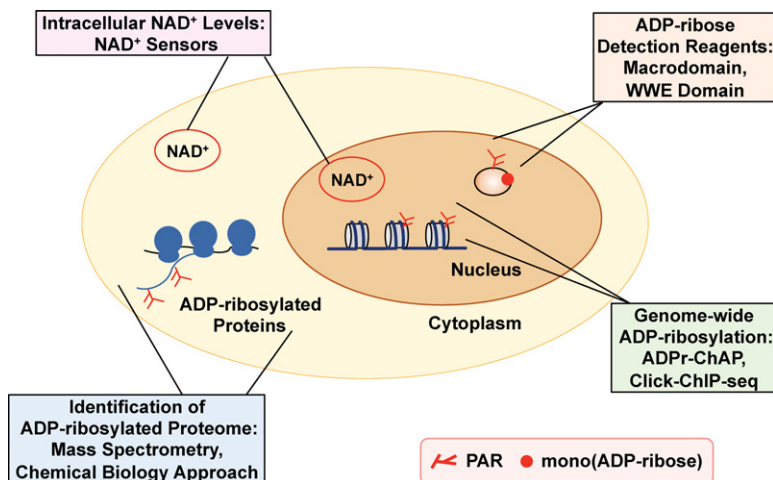 Intracellular NAD⁺ Levels:
NAD⁺ Sensors
ADP-ribose
Detection Reagents:
Macrodomain,
WWE Domain
NAD⁺
NAD⁺
Nucleus
ADP-ribosylated
Proteins
Cytoplasm
Genome-wide
ADP-ribosylation:
ADPr-ChAP,
Click-ChIP-seq
Identification of
ADP-ribosylated Proteome:
Mass Spectrometry,
Chemical Biology Approach
PAR mono(ADP-ribose)